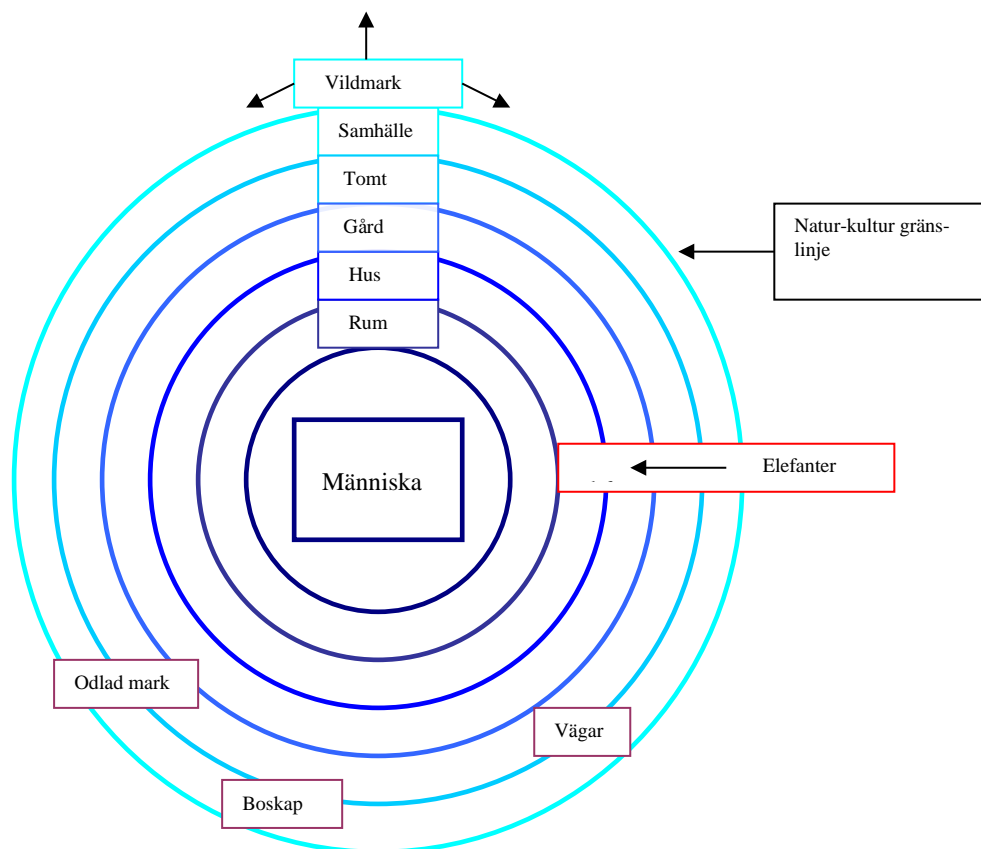 Vildmark
Samhälle
Tomt
Gård
Natur-kultur gräns-
linje
Hus
Rum
Elefanter
Människa
Odlad mark
Vägar
Boskap